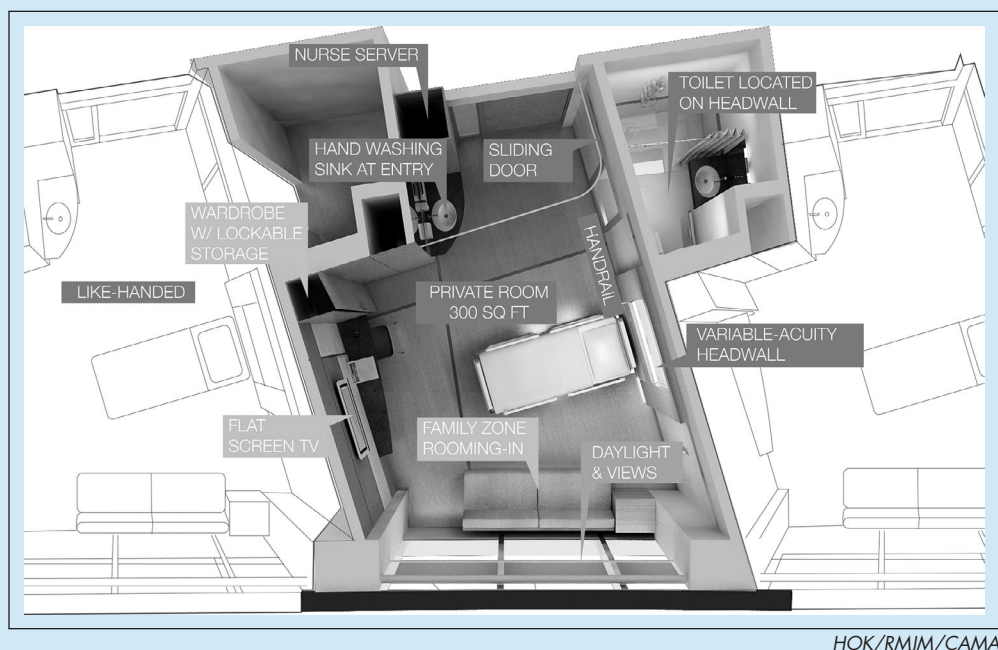 NURSE SERVER
TOILET LOCATED
ON HEADWALL
HAND WASHING
SINK AT ENTRY
SLIDING
DOOR
WARDROBE
W/ LOCKABLE
STORAGE
HANDRAIL
LIKE-HANDED
PRIVATE ROOM
300 SQ FT
VARIABLE-ACUITY
HEADWALL
FLAT
SCREEN TV
FAMILY ZONE
ROOMING-IN
DAYLIGHT
& VIEWS
HOK/RMJM/CAMA